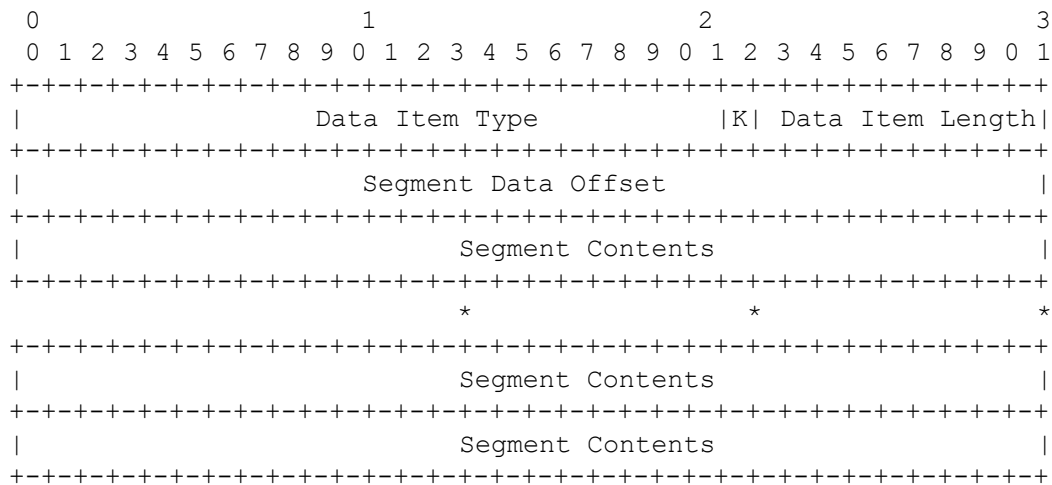 0                     1                     2                     3
 0 1 2 3 4 5 6 7 8 9 0 1 2 3 4 5 6 7 8 9 0 1 2 3 4 5 6 7 8 9 0 1
+-+-+-+-+-+-+-+-+-+-+-+-+-+-+-+-+-+-+-+-+-+-+-+-+-+-+-+-+-+-+-+-+
|                  Data Item Type           |K| Data Item Length|
+-+-+-+-+-+-+-+-+-+-+-+-+-+-+-+-+-+-+-+-+-+-+-+-+-+-+-+-+-+-+-+-+
|                     Segment Data Offset                       |
+-+-+-+-+-+-+-+-+-+-+-+-+-+-+-+-+-+-+-+-+-+-+-+-+-+-+-+-+-+-+-+-+
|                           Segment Contents                    |
+-+-+-+-+-+-+-+-+-+-+-+-+-+-+-+-+-+-+-+-+-+-+-+-+-+-+-+-+-+-+-+-+
                            *                 *                 *
+-+-+-+-+-+-+-+-+-+-+-+-+-+-+-+-+-+-+-+-+-+-+-+-+-+-+-+-+-+-+-+-+
|                           Segment Contents                    |
+-+-+-+-+-+-+-+-+-+-+-+-+-+-+-+-+-+-+-+-+-+-+-+-+-+-+-+-+-+-+-+-+
|                           Segment Contents                    |
+-+-+-+-+-+-+-+-+-+-+-+-+-+-+-+-+-+-+-+-+-+-+-+-+-+-+-+-+-+-+-+-+